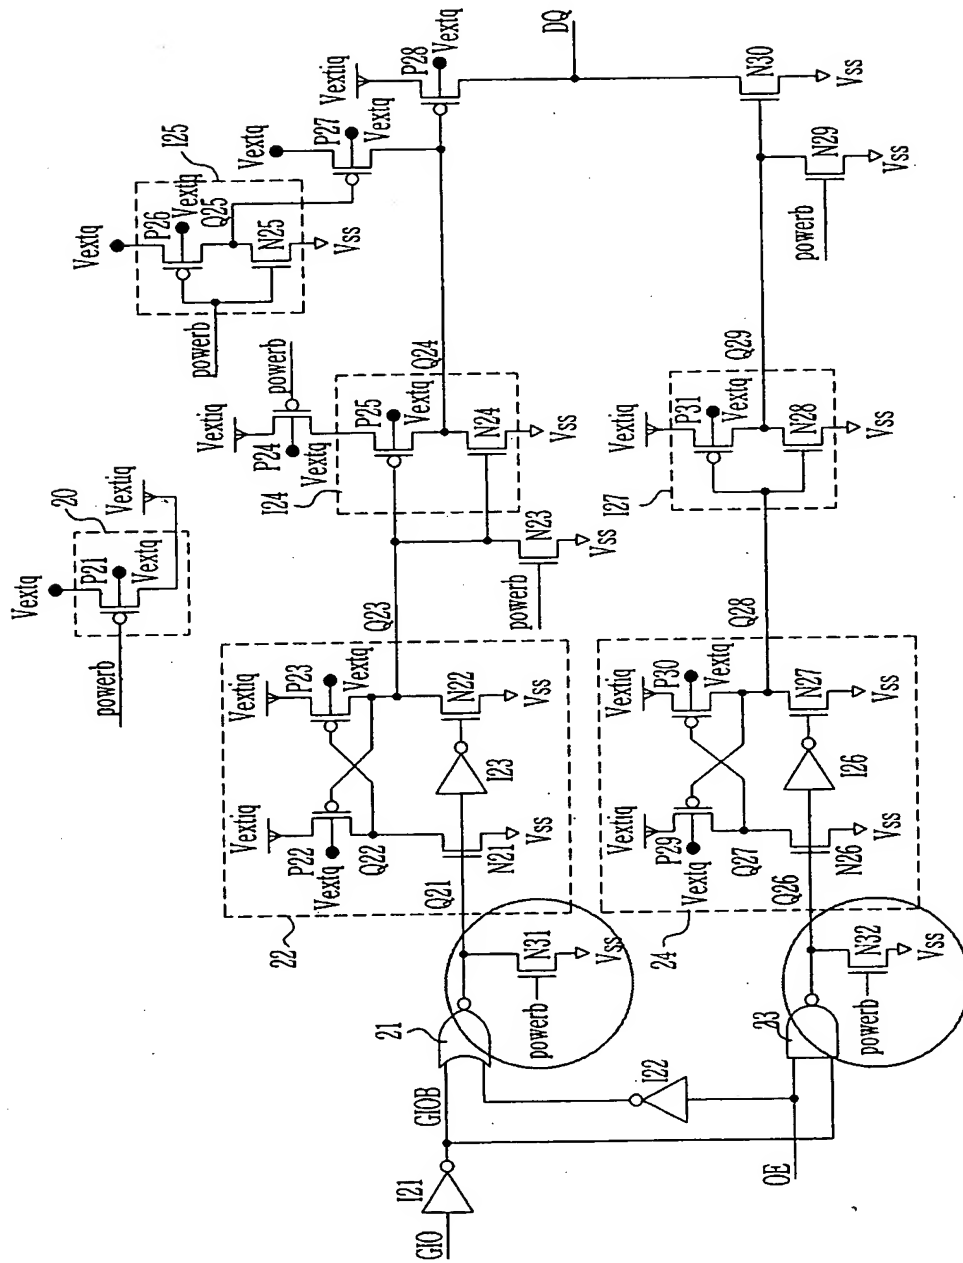 Vextq
20
P21
Vextq
Vextiq
powerb
Vextq
I25
P26
Vextq
Q25
N25
Vss
powerb
Vextq
P27
Vextq
Vextiq
P28
Vextq
DQ
Vextiq
P24
Vextq
powerb
I24
P25
Vextq
N24
Vss
Q24
Q23
N23
powerb
Vss
22
Vextiq
P22
Vextq
Q22
Vextiq
P23
Vextq
N22
Vss
I23
N21
Vss
Q21
N31
powerb
Vss
21
GIOB
I21
GIO
I22
OE
23
N32
powerb
Vss
24
Vextiq
P29
Vextq
Q27
Vextiq
P30
Vextq
N27
Vss
I26
N26
Vss
Q26
Q28
I27
Vextiq
P31
Vextq
N28
Vss
Q29
N29
powerb
Vss
N30
Vss